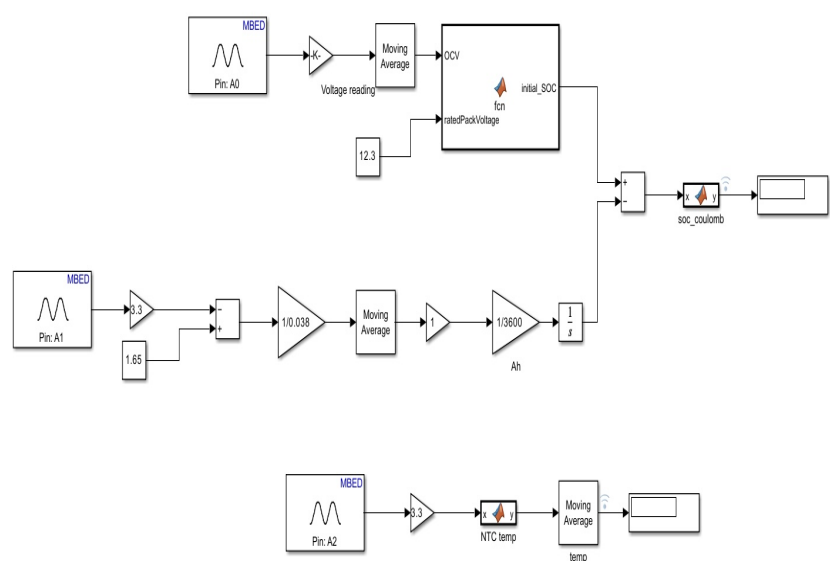 MBED
Pin: A0
-K-
Voltage reading
Moving
Average
OCV
ratedPackVoltage
fcn
initial_SOC
12.3
+
−
x y
soc_coulomb
MBED
Pin: A1
3.3
1.65
−
+
1/0.038
Moving
Average
1
1/3600
Ah
1
s
MBED
Pin: A2
3.3
x y
NTC temp
Moving
Average
temp